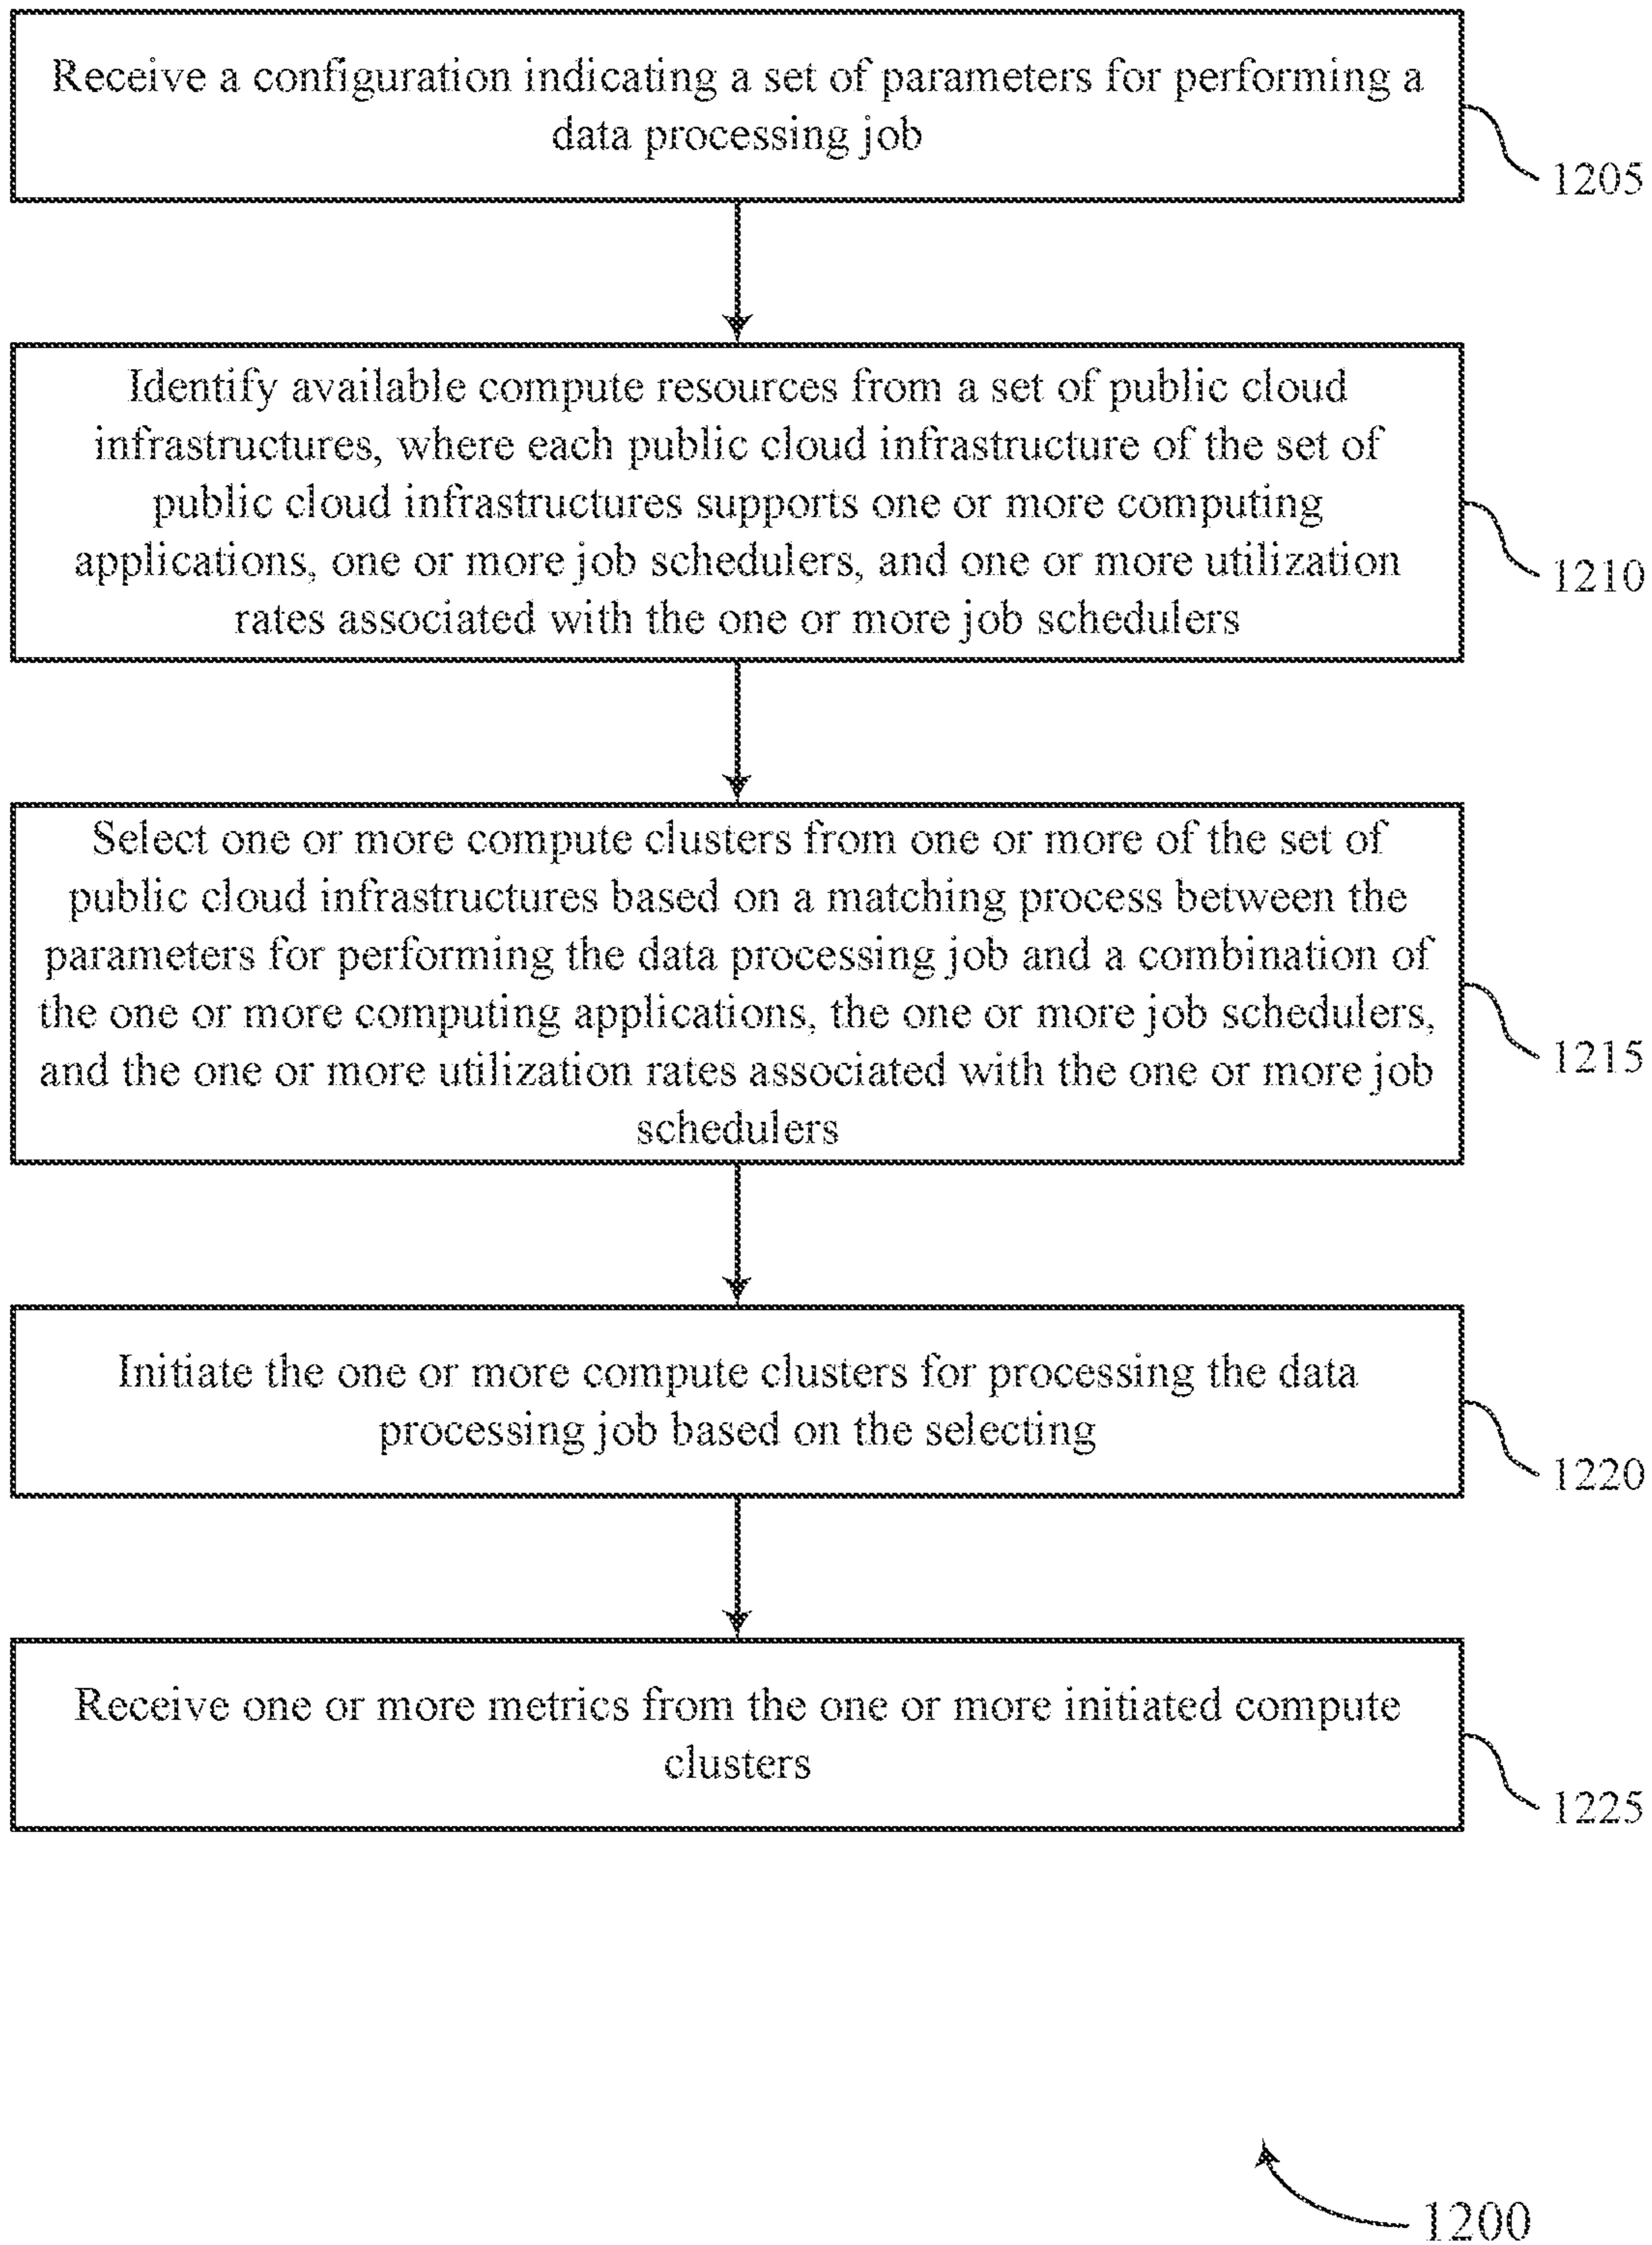 Receive a configuration indicating a set of parameters for performing a
data processing job
1205
Identify available compute resources from a set of public cloud
infrastructures, where each public cloud infrastructure of the set of
public cloud infrastructures supports one or more computing
applications, one or more job schedulers, and one or more utilization
rates associated with the one or more job schedulers
1210
Select one or more compute clusters from one or more of the set of
public cloud infrastructures based on a matching process between the
parameters for performing the data processing job and a combination of
the one or more computing applications, the one or more job schedulers,
and the one or more utilization rates associated with the one or more job
schedulers
1215
Initiate the one or more compute clusters for processing the data
processing job based on the selecting
1220
Receive one or more metrics from the one or more initiated compute
clusters
1225
1200